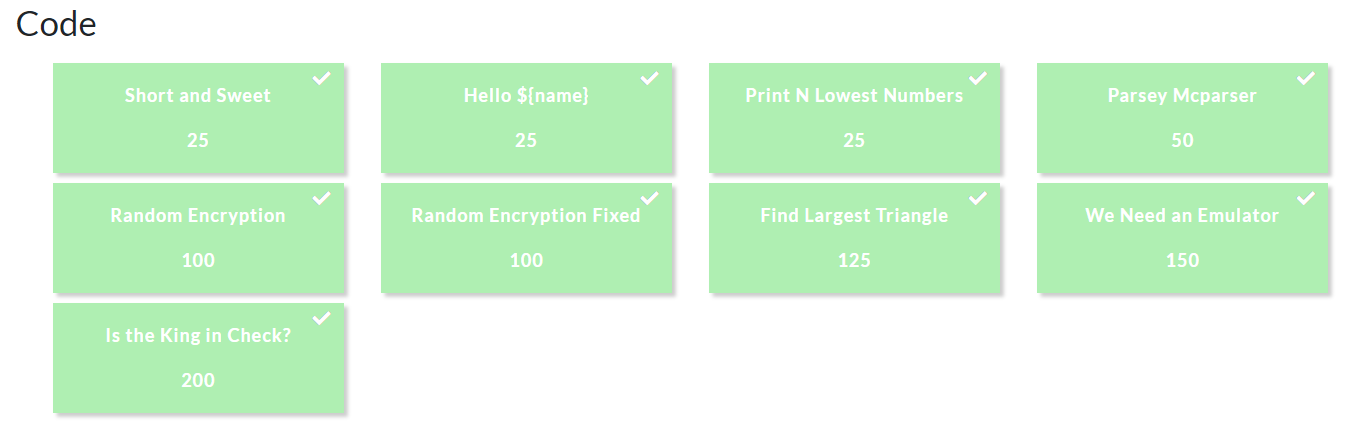 Code
Short and Sweet
25
Hello ${name}
25
Print N Lowest Numbers
25
Parsey Mcparser
50
Random Encryption
100
Random Encryption Fixed
100
Find Largest Triangle
125
We Need an Emulator
150
Is the King in Check?
200